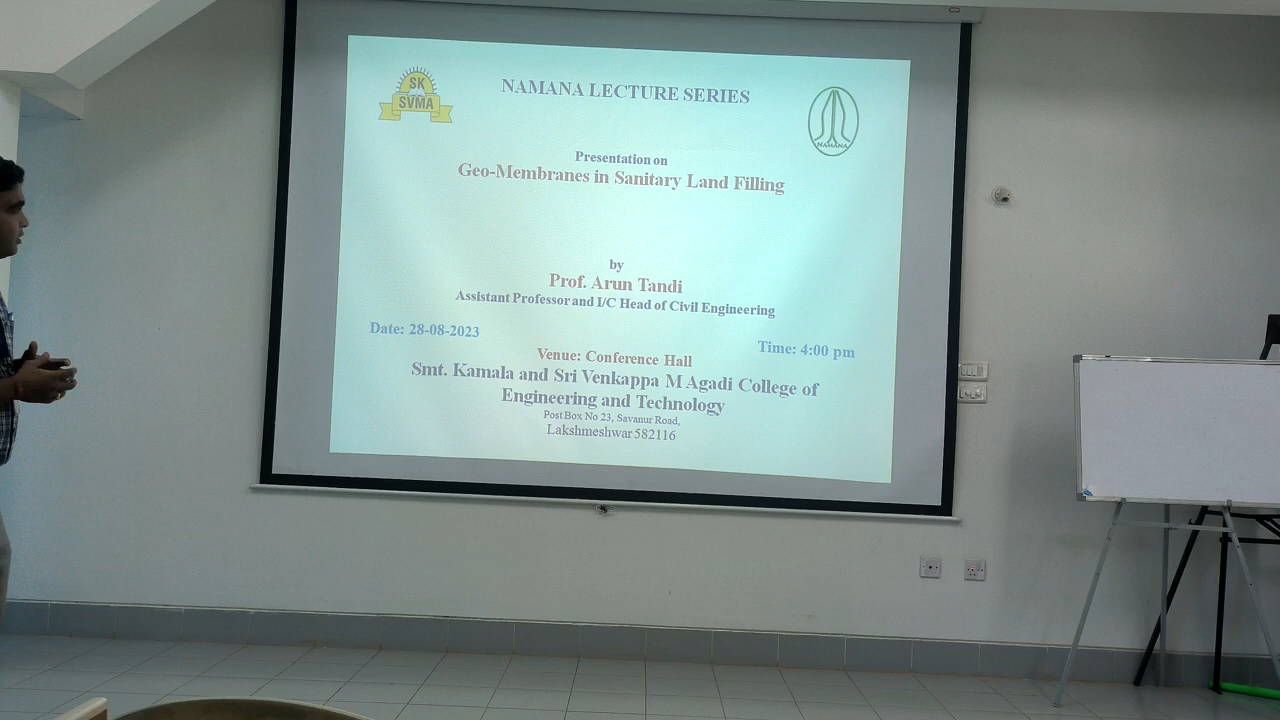 SK
SVMA
NAMANA LECTURE SERIES
NAMANA
Presentation on
Geo-Membranes in Sanitary Land Filling
by
Prof. Arun Tandi
Assistant Professor and I/C Head of Civil Engineering
Date: 28-08-2023
Time: 4:00 pm
Venue: Conference Hall
Smt. Kamala and Sri Venkappa M Agadi College of
Engineering and Technology
Post Box No 23, Savanur Road,
Lakshmeshwar 582116